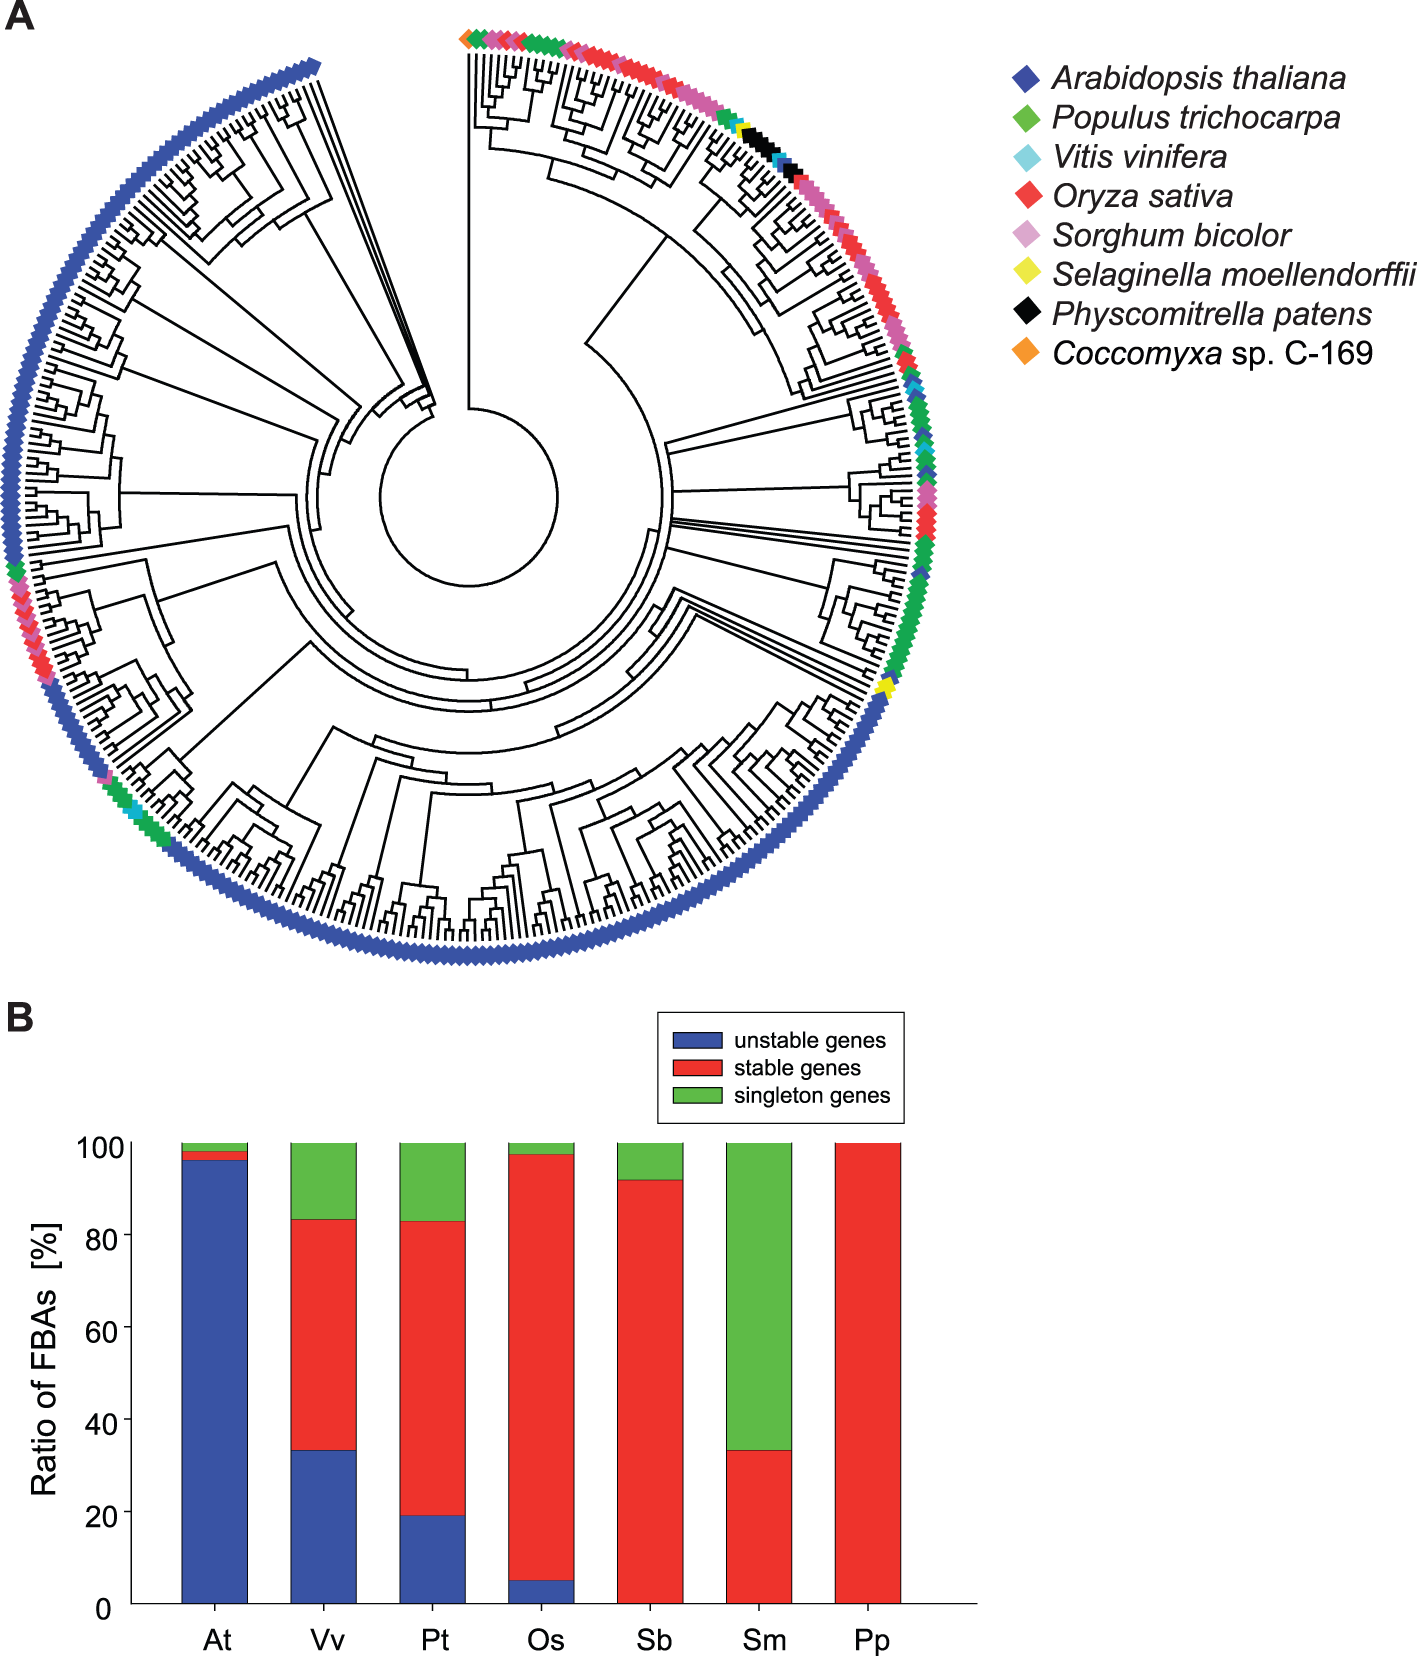 A
Arabidopsis thaliana
Populus trichocarpa
Vitis vinifera
Oryza sativa
Sorghum bicolor
Selaginella moellendorffii
Physcomitrella patens
Coccomyxa sp. C-169
B
unstable genes
stable genes
singleton genes
Ratio of FBAs [%]
100
80
60
40
20
0
At Vv Pt Os Sb Sm Pp